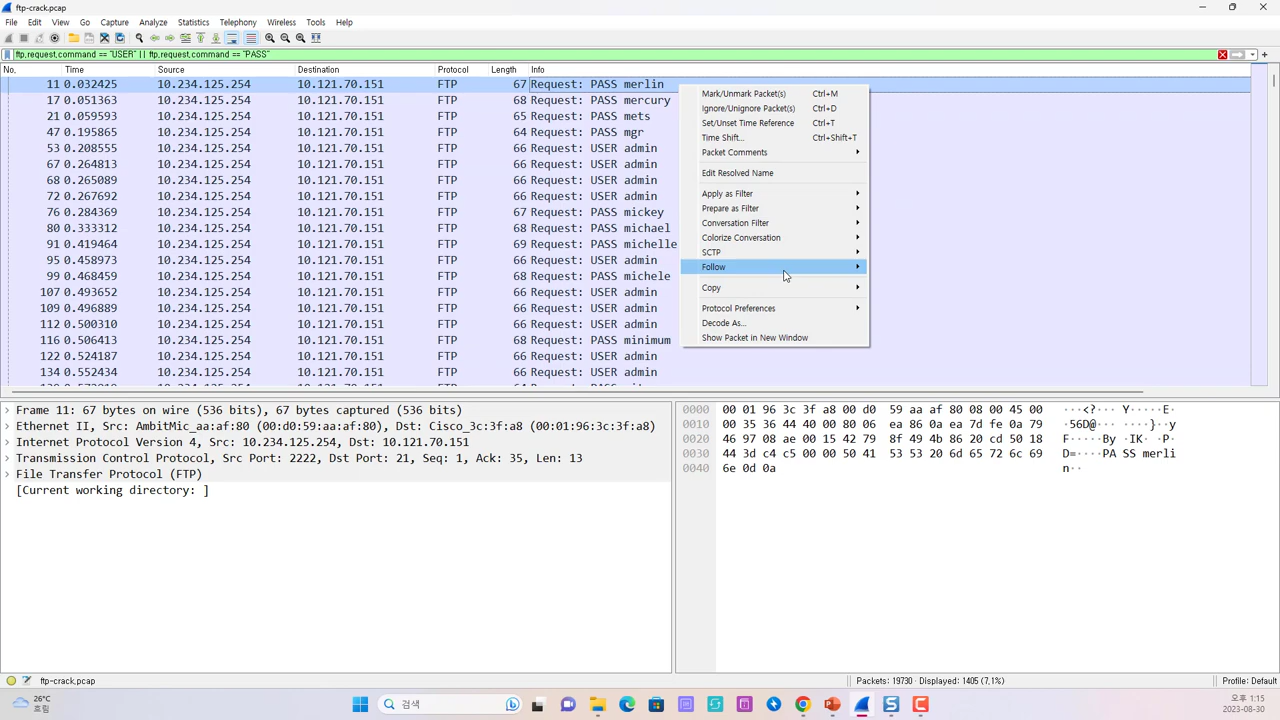 ftp-crack.pcap
File Edit View Go Capture Analyze Statistics Telephony Wireless Tools Help
ftp.request.command == "USER" || ftp.request.command == "PASS"
No. Time Source Destination Protocol Length Info
11 0.032425 10.234.125.254 10.121.70.151 FTP 67 Request: PASS merlin
17 0.051363 10.234.125.254 10.121.70.151 FTP 68 Request: PASS mercury
21 0.059593 10.234.125.254 10.121.70.151 FTP 65 Request: PASS mets
47 0.195865 10.234.125.254 10.121.70.151 FTP 64 Request: PASS mgr
53 0.208555 10.234.125.254 10.121.70.151 FTP 66 Request: USER admin
67 0.264813 10.234.125.254 10.121.70.151 FTP 66 Request: USER admin
68 0.265089 10.234.125.254 10.121.70.151 FTP 66 Request: USER admin
72 0.267692 10.234.125.254 10.121.70.151 FTP 66 Request: USER admin
76 0.284369 10.234.125.254 10.121.70.151 FTP 67 Request: PASS mickey
80 0.333312 10.234.125.254 10.121.70.151 FTP 68 Request: PASS michael
91 0.419464 10.234.125.254 10.121.70.151 FTP 69 Request: PASS michelle
95 0.458973 10.234.125.254 10.121.70.151 FTP 66 Request: USER admin
99 0.468459 10.234.125.254 10.121.70.151 FTP 68 Request: PASS michele
107 0.493652 10.234.125.254 10.121.70.151 FTP 66 Request: USER admin
109 0.496889 10.234.125.254 10.121.70.151 FTP 66 Request: USER admin
112 0.500310 10.234.125.254 10.121.70.151 FTP 66 Request: USER admin
116 0.506413 10.234.125.254 10.121.70.151 FTP 68 Request: PASS minimum
122 0.524187 10.234.125.254 10.121.70.151 FTP 66 Request: USER admin
134 0.552839 10.234.125.254 10.121.70.151 FTP 66 Request: USER admin
Mark/Unmark Packet(s) Ctrl+M
Ignore/Unignore Packet(s) Ctrl+D
Set/Unset Time Reference Ctrl+T
Time Shift... Ctrl+Shift+T
Packet Comments
Edit Resolved Name
Apply as Filter
Prepare as Filter
Conversation Filter
Colorize Conversation
SCTP
Follow
Copy
Protocol Preferences
Decode As...
Show Packet in New Window
Frame 11: 67 bytes on wire (536 bits), 67 bytes captured (536 bits)
Ethernet II, Src: AmbitMic_aa:af:80 (00:d0:59:aa:af:80), Dst: Cisco_3c:3f:a8 (00:01:96:3c:3f:a8)
Internet Protocol Version 4, Src: 10.234.125.254, Dst: 10.121.70.151
Transmission Control Protocol, Src Port: 2222, Dst Port: 21, Seq: 1, Ack: 35, Len: 13
File Transfer Protocol (FTP)
[Current working directory: ]
0000 00 01 96 3c 3f a8 00 d0 59 aa af 80 08 00 45 00 ···<?··· Y·····E·
0010 00 35 36 44 40 00 80 06 ea 86 0a ea 7d fe 0a 79 ·56D@··· ····}··y
0020 46 97 08 ae 00 15 42 79 8f 49 4b 86 20 cd 50 18 F·····By ·IK· ·P·
0030 44 3d c4 c5 00 00 50 41 53 53 20 6d 65 72 6c 69 D=····PA SS merli
0040 6e 0d 0a n··
ftp-crack.pcap
Packets: 19730 · Displayed: 1405 (7.1%)
Profile: Default
26°C
흐림
검색
오후 1:15
2023-08-30